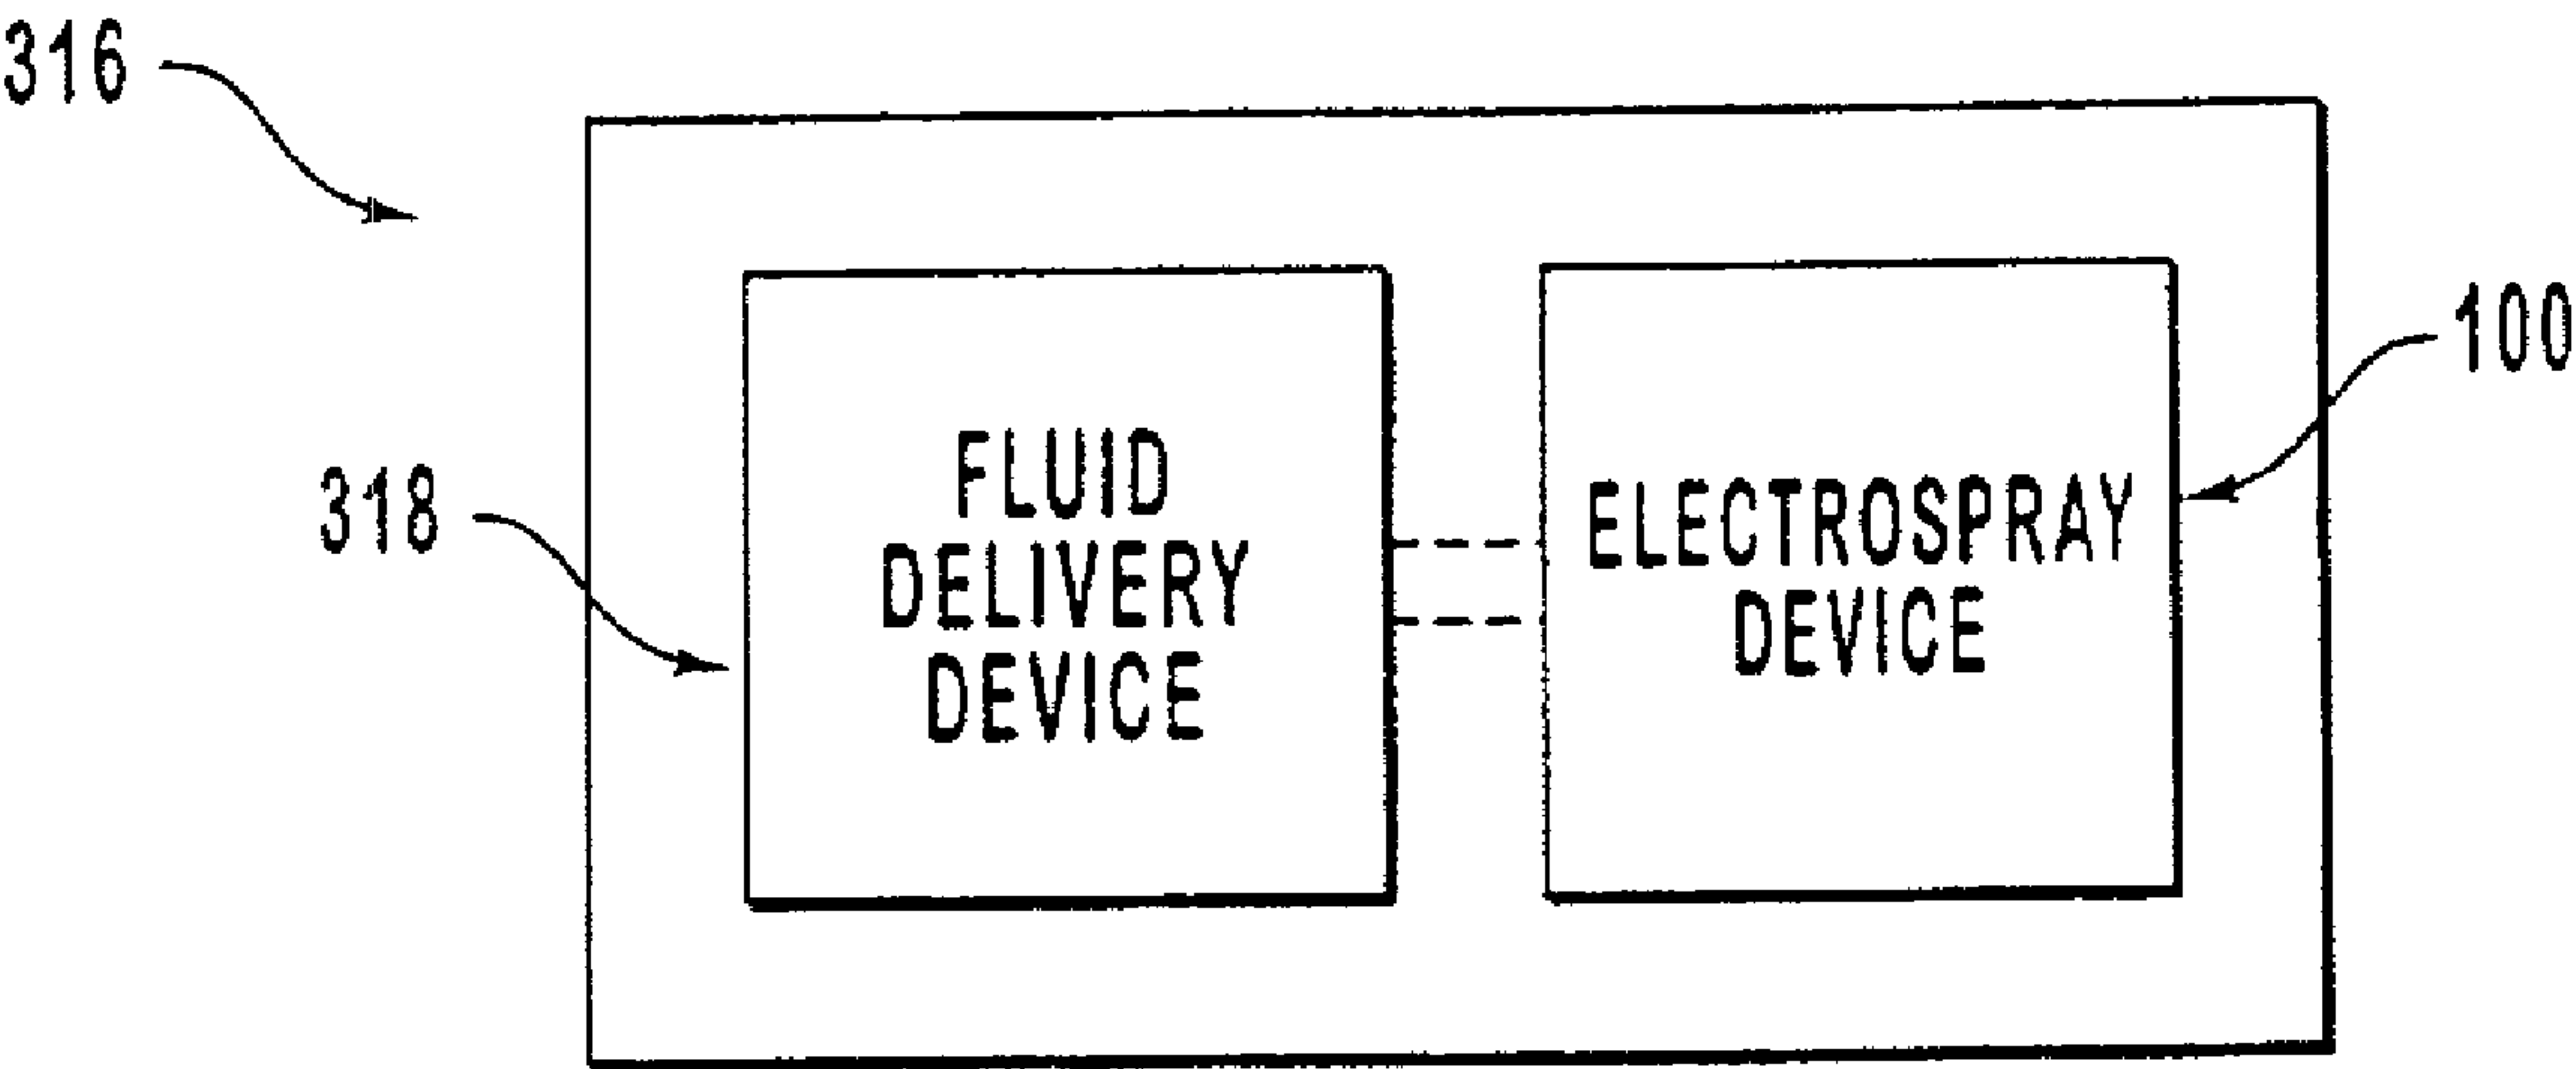 316
100
318
FLUID
DELIVERY
DEVICE
ELECTROSPRAY
DEVICE